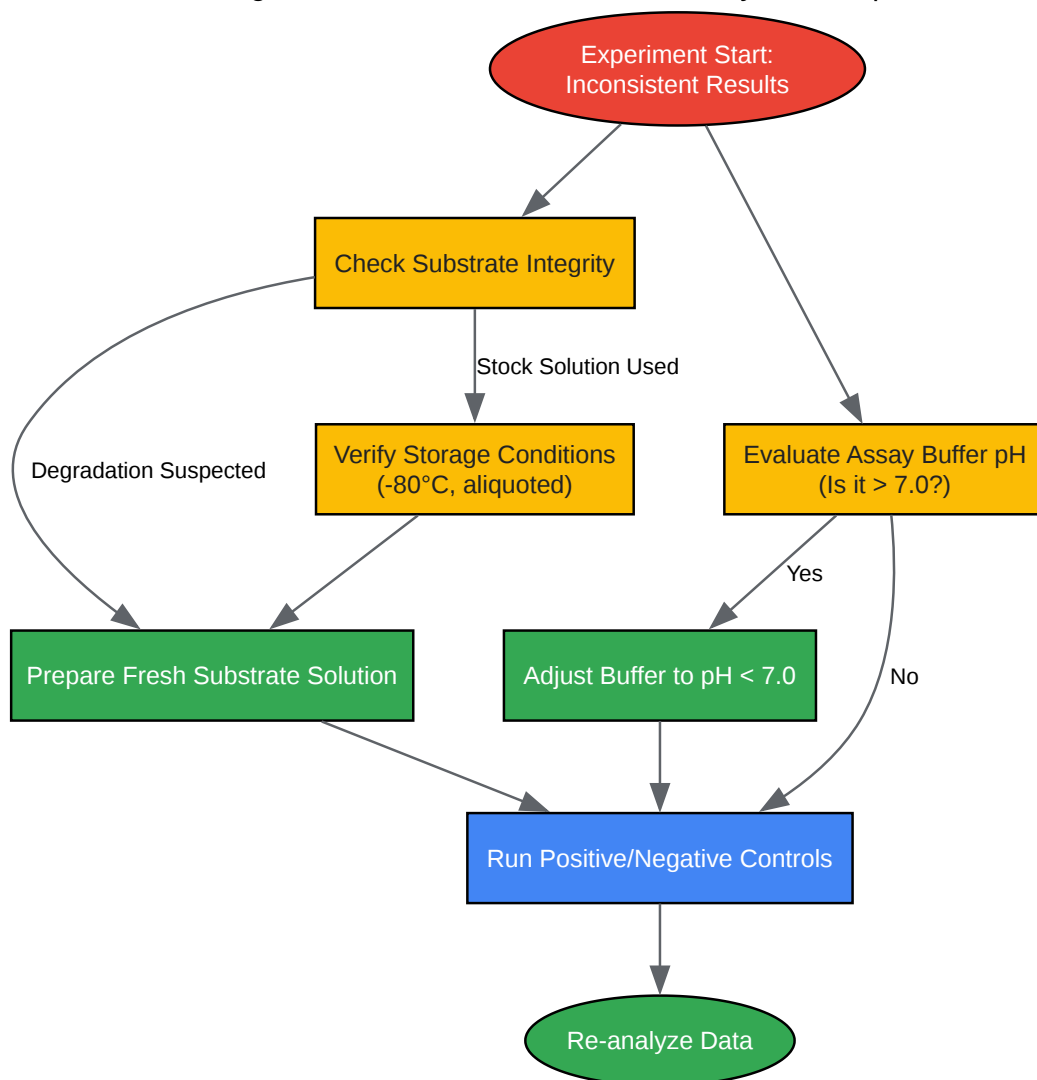 Experiment Start:
Inconsistent Results
Check Substrate Integrity
Stock Solution Used
Degradation Suspected
Verify Storage Conditions
(-80°C, aliquoted)
Evaluate Assay Buffer pH
(Is it > 7.0?)
Yes
No
Prepare Fresh Substrate Solution
Adjust Buffer to pH < 7.0
Run Positive/Negative Controls
Re-analyze Data